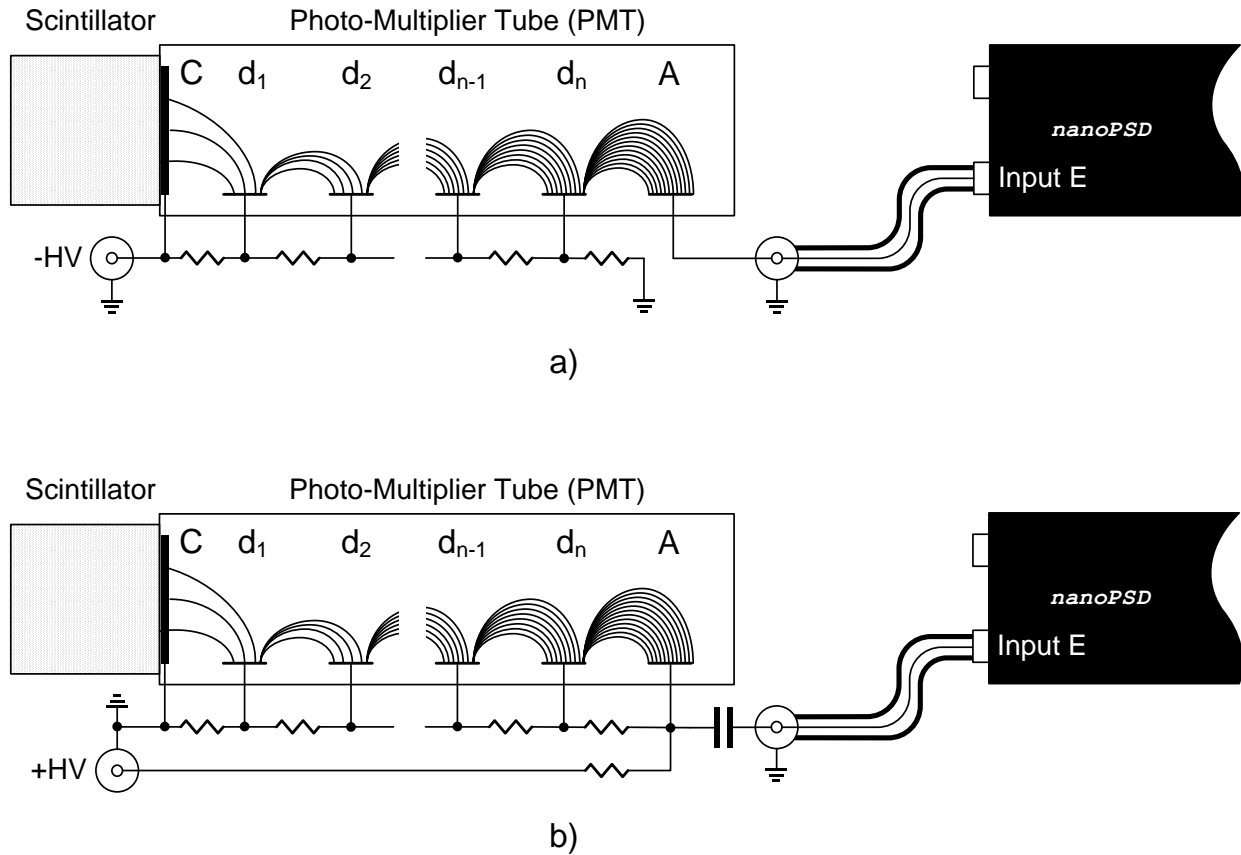 Scintillator Photo-Multiplier Tube (PMT)
C d₁ d₂ dₙ₋₁ dₙ A
nanoPSD
Input E
-HV
a)
Scintillator Photo-Multiplier Tube (PMT)
C d₁ d₂ dₙ₋₁ dₙ A
nanoPSD
Input E
+HV
b)